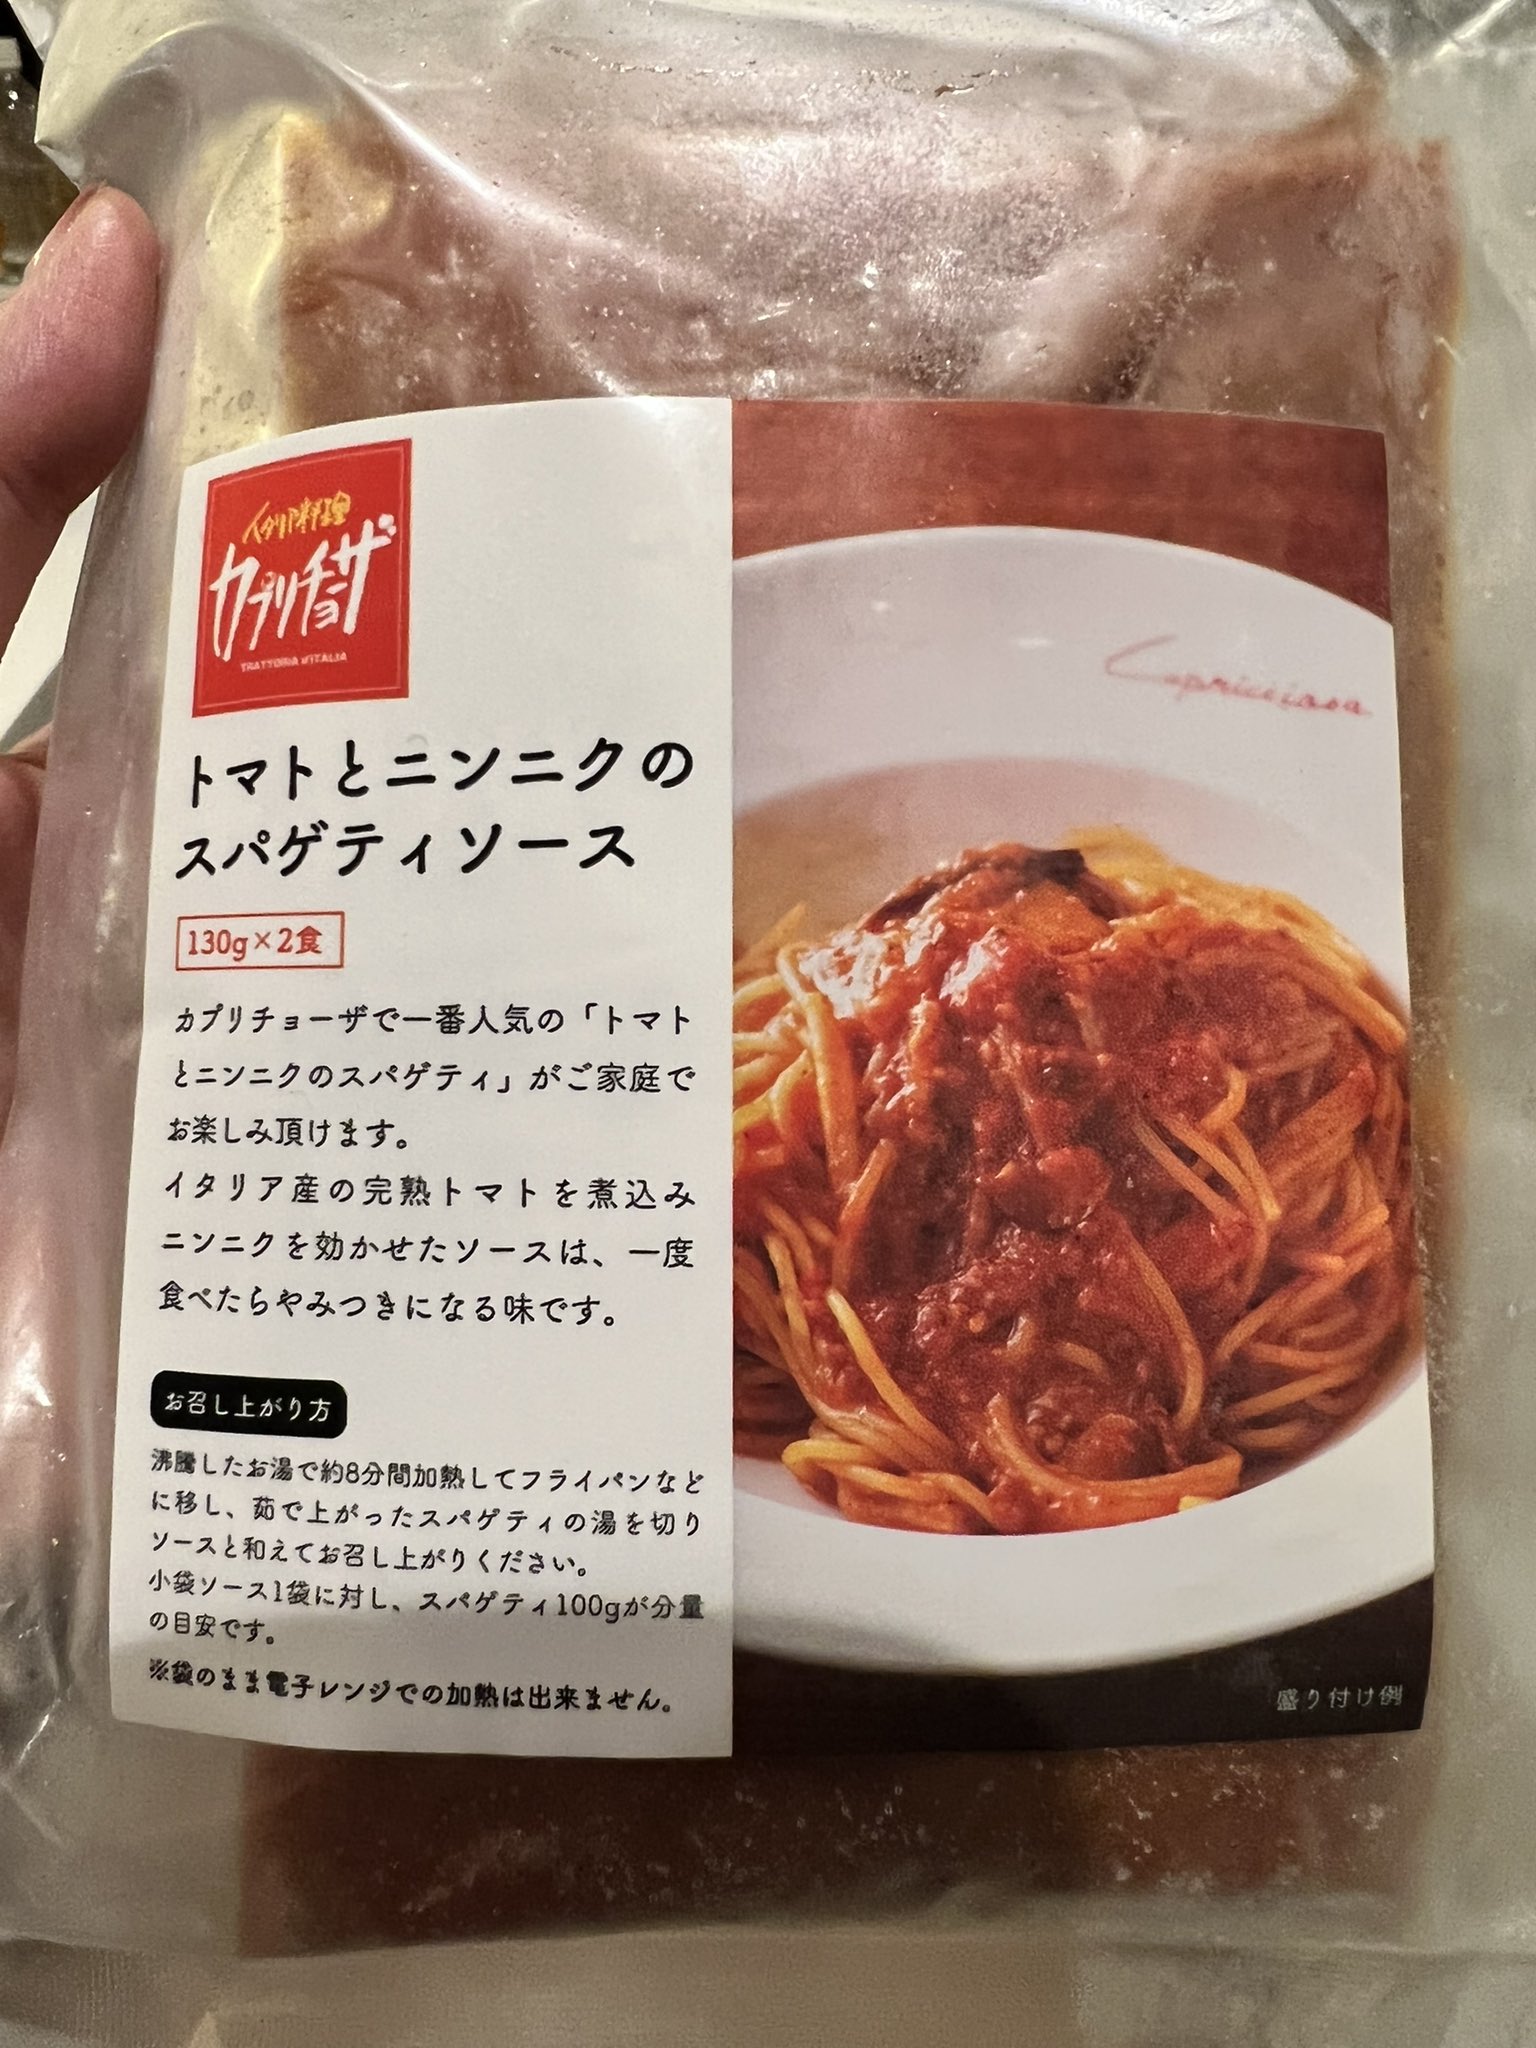 イタリア料理
カプリチョーザ
TRATTORIA D'ITALIA
トマトとニンニクの
スパゲティソース
130g×2食
カプリチョーザで一番人気の「トマト
とニンニクのスパゲティ」がご家庭で
お楽しみ頂けます。
イタリア産の完熟トマトを煮込み
ニンニクを効かせたソースは、一度
食べたらやみつきになる味です。
お召し上がり方
沸騰したお湯で約8分間加熱してフライパンなど
に移し、茹で上がったスパゲティの湯を切り
ソースと和えてお召し上がりください。
小袋ソース1袋に対し、スパゲティ100gが分量
の目安です。
※袋のまま電子レンジでの加熱は出来ません。
Capricciosa
盛り付け例